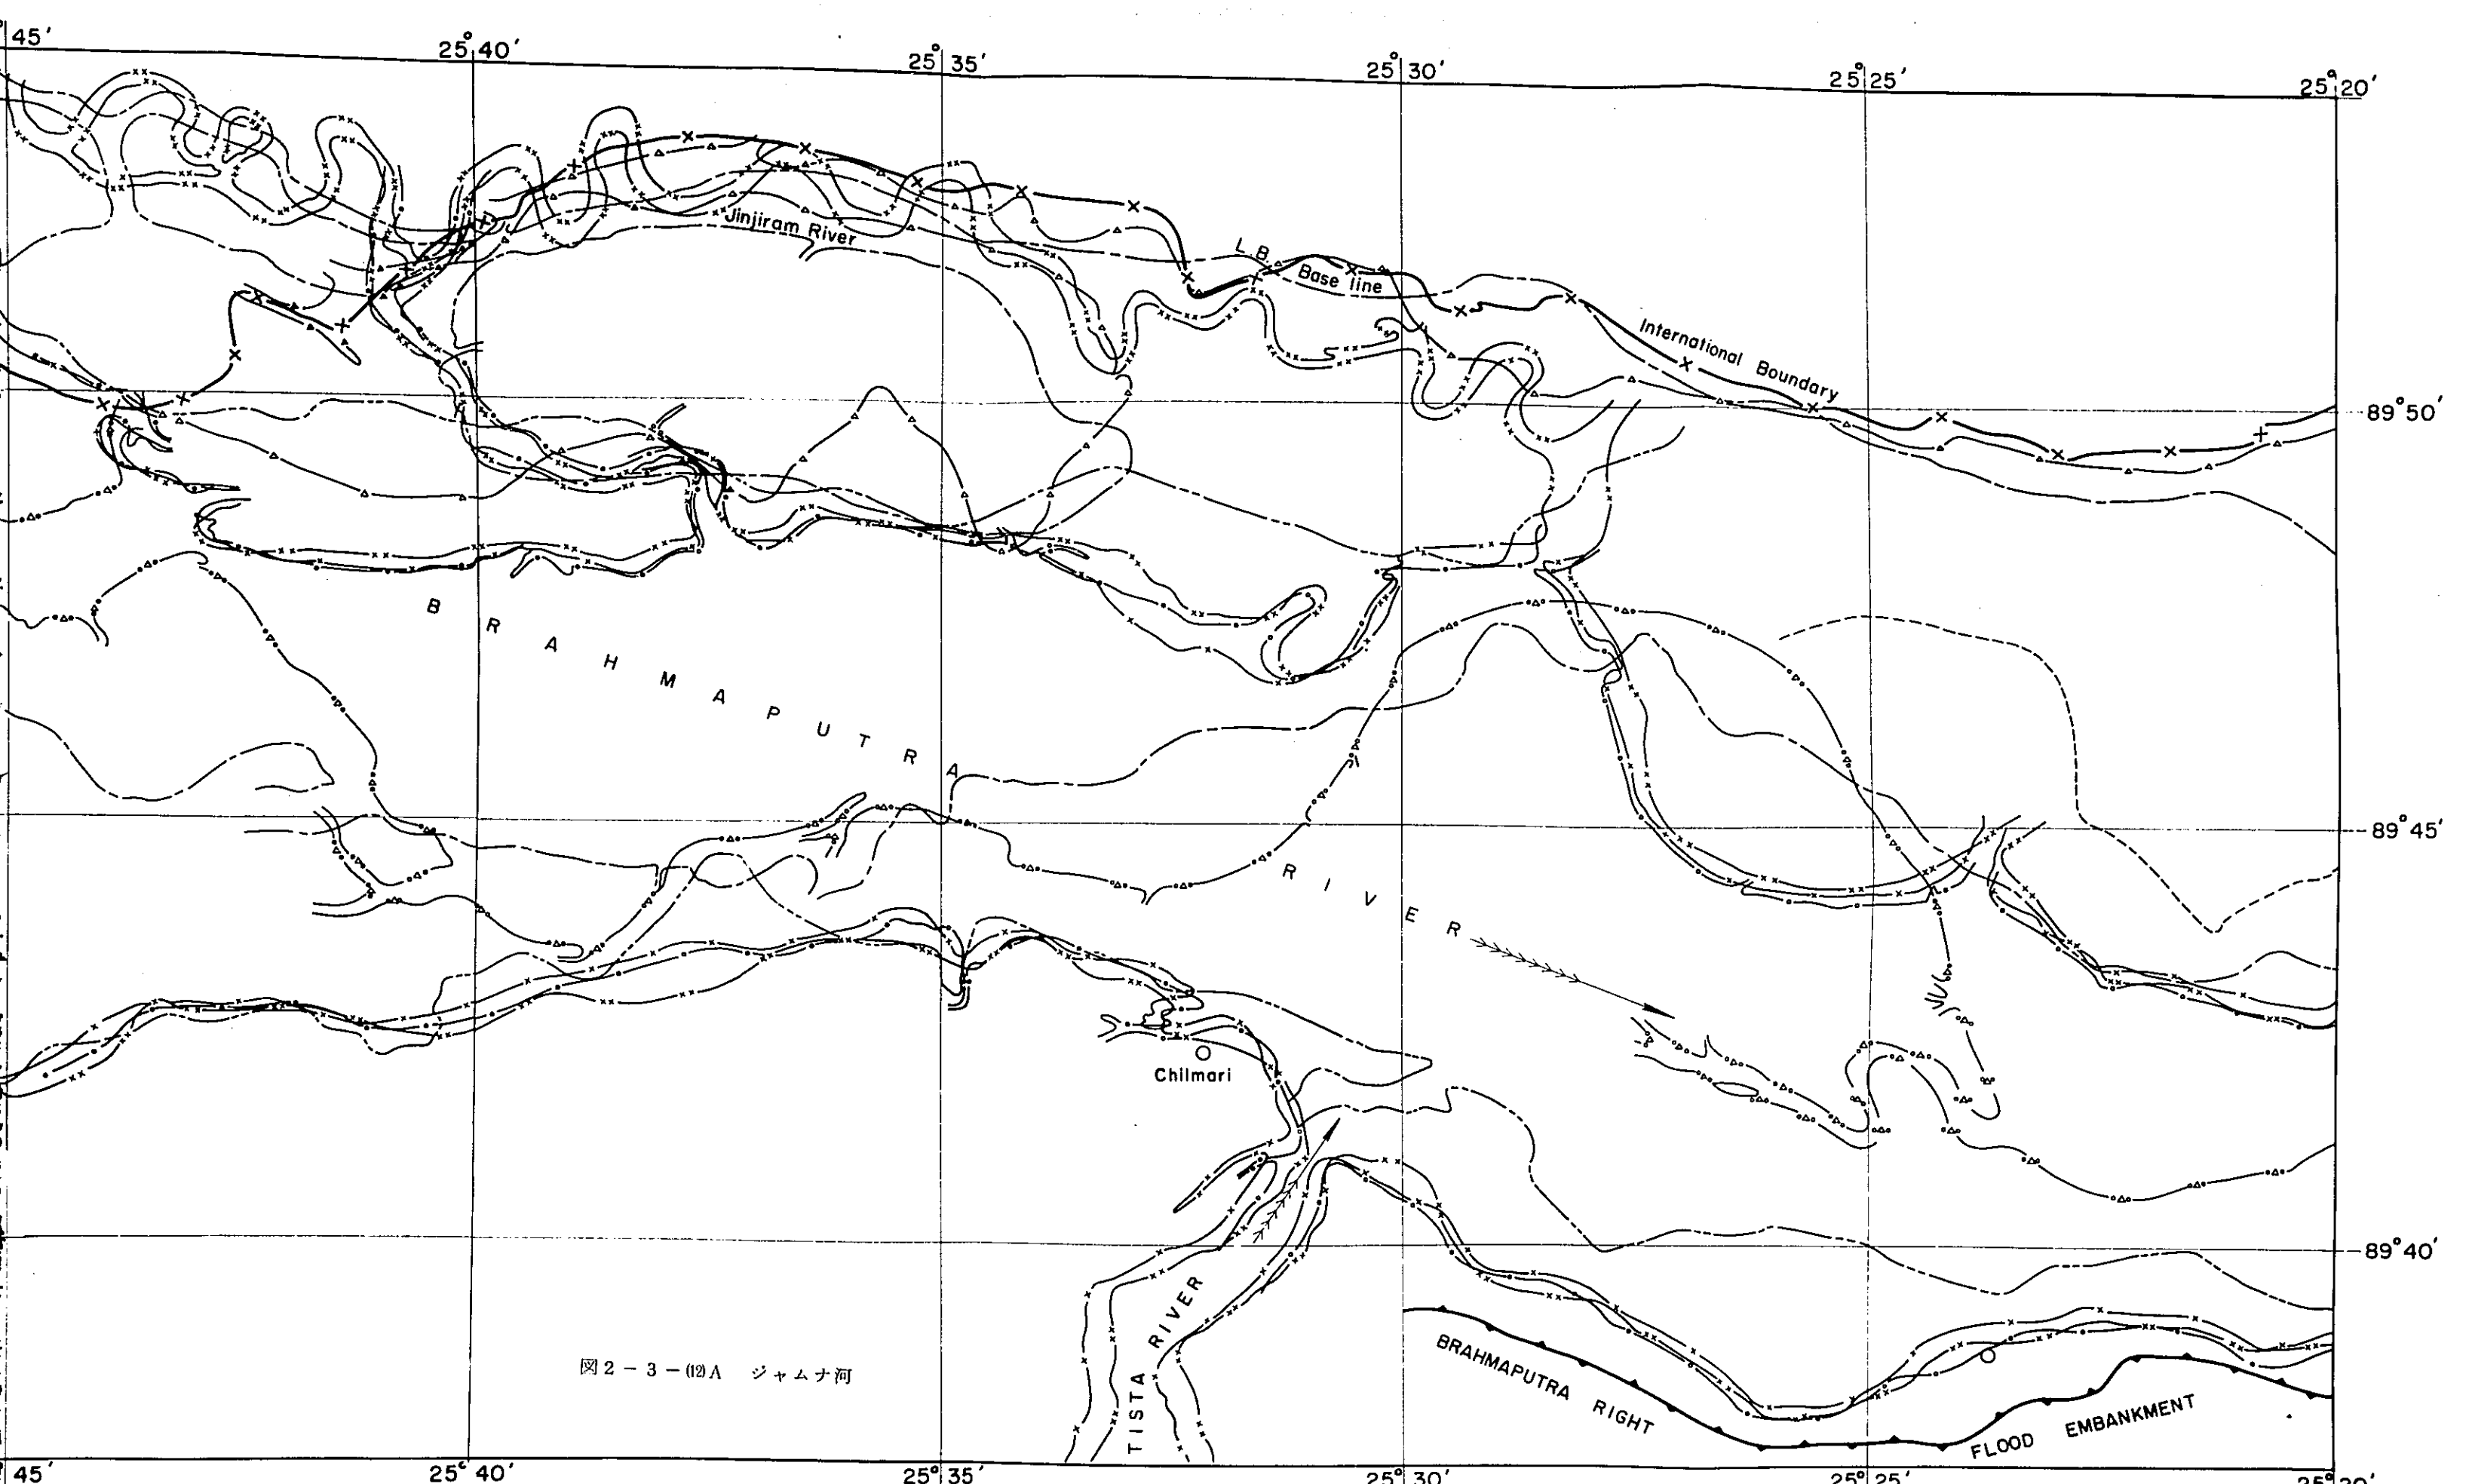 45'
25°40'
25°35'
25°30'
25°25'
25°20'
Jinjiram River
L.B. Base line
International Boundary
89°50'
BRAHMAPUTRA RIVER
89°45'
Chilmari
89°40'
TISTA RIVER
BRAHMAPUTRA RIGHT FLOOD EMBANKMENT
図2-3-⑿A ジャムナ河
45'
25°40'
25°35'
25°30'
25°25'